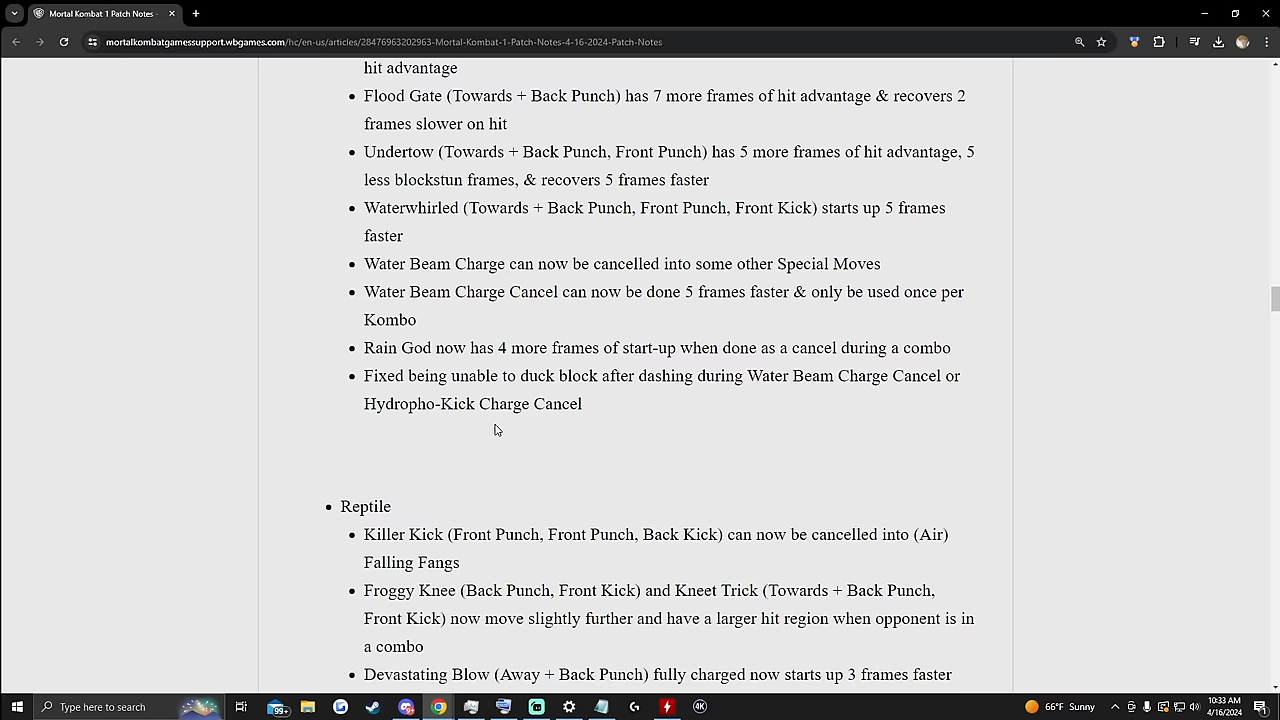 Mortal Kombat 1 Patch Notes -
mortalkombatgamessupport.wbgames.com/hc/en-us/articles/28476963202963-Mortal-Kombat-1-Patch-Notes-4-16-2024-Patch-Notes
hit advantage
• Flood Gate (Towards + Back Punch) has 7 more frames of hit advantage & recovers 2
frames slower on hit
• Undertow (Towards + Back Punch, Front Punch) has 5 more frames of hit advantage, 5
less blockstun frames, & recovers 5 frames faster
• Waterwhirled (Towards + Back Punch, Front Punch, Front Kick) starts up 5 frames
faster
• Water Beam Charge can now be cancelled into some other Special Moves
• Water Beam Charge Cancel can now be done 5 frames faster & only be used once per
Kombo
• Rain God now has 4 more frames of start-up when done as a cancel during a combo
• Fixed being unable to duck block after dashing during Water Beam Charge Cancel or
Hydropho-Kick Charge Cancel
• Reptile
• Killer Kick (Front Punch, Front Punch, Back Kick) can now be cancelled into (Air)
Falling Fangs
• Froggy Knee (Back Punch, Front Kick) and Kneet Trick (Towards + Back Punch,
Front Kick) now move slightly further and have a larger hit region when opponent is in
a combo
• Devastating Blow (Away + Back Punch) fully charged now starts up 3 frames faster
Type here to search
99+
4K
66°F Sunny
10:33 AM
4/16/2024